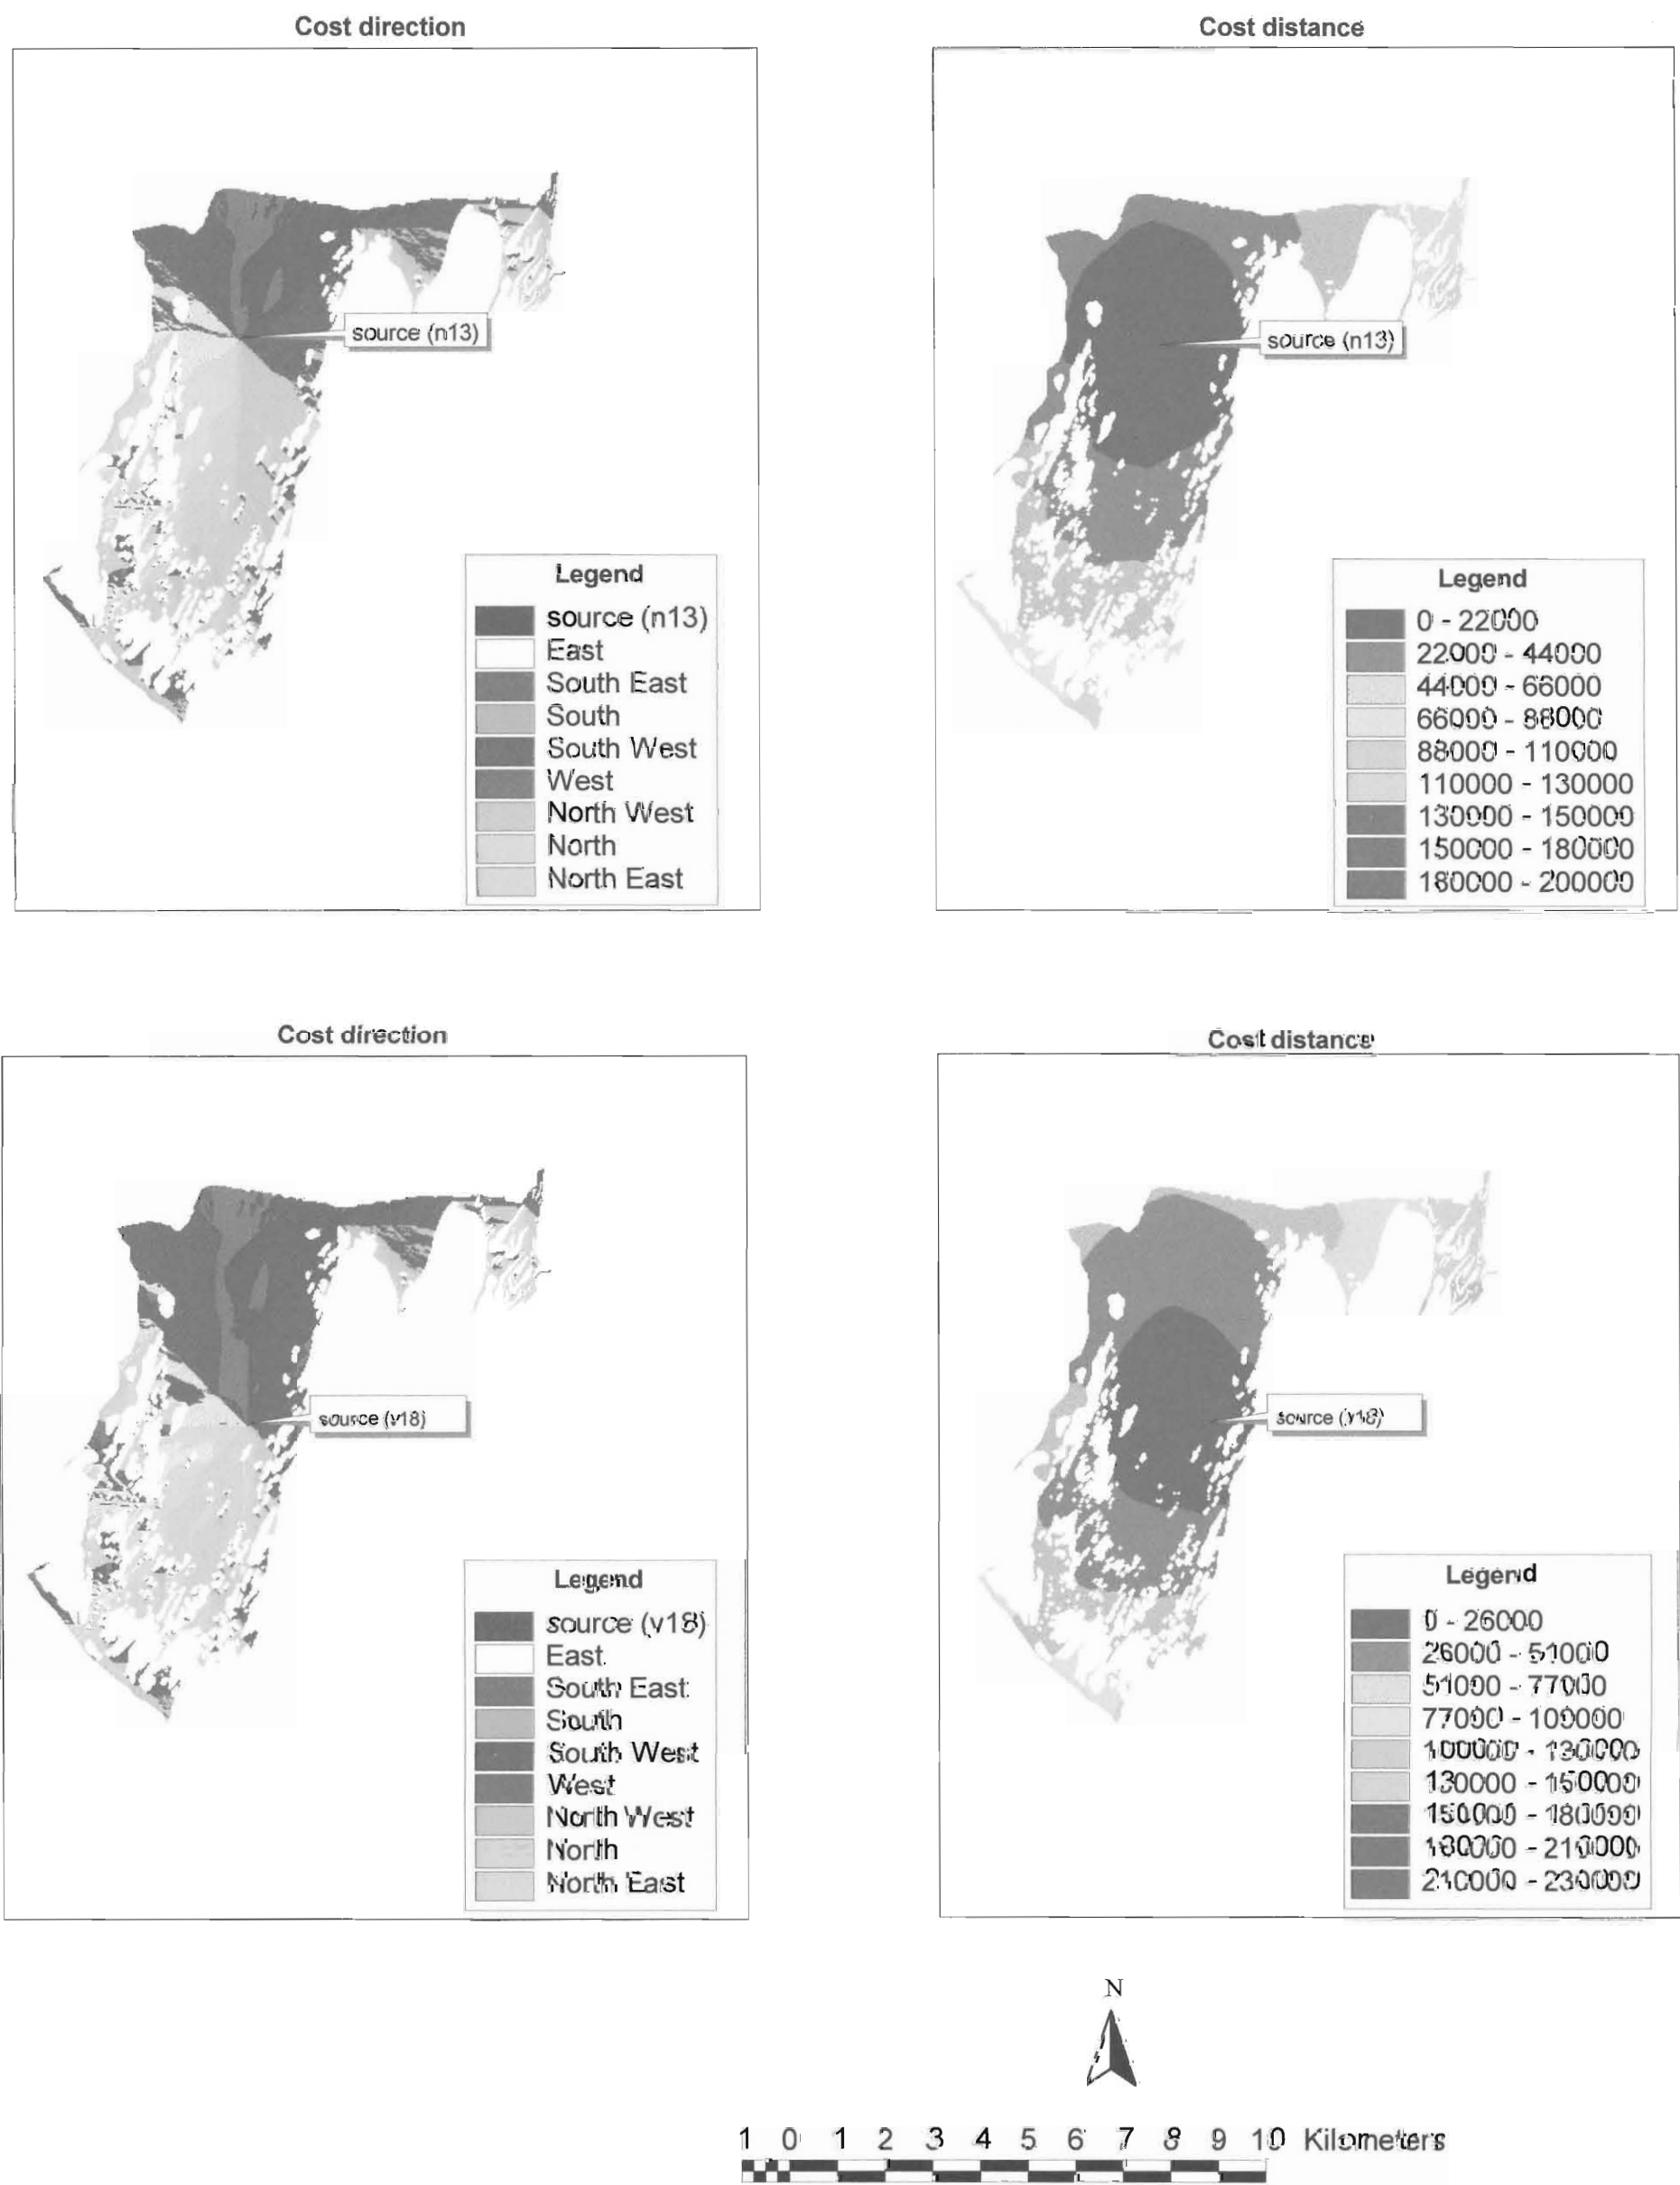 Cost direction
Cost distance
source (n13)
source (n13)
Legend
source (n13)
East
South East
South
South West
West
North West
North
North East
Legend
0 - 22000
22000 - 44000
44000 - 66000
66000 - 88000
88000 - 110000
110000 - 130000
130000 - 150000
150000 - 180000
180000 - 200000
Cost direction
Cost distance
source (v18)
source (v18)
Legend
source (v18)
East
South East
South
South West
West
North West
North
North East
Legend
0 - 26000
26000 - 51000
51000 - 77000
77000 - 100000
100000 - 130000
130000 - 150000
150000 - 180000
180000 - 210000
210000 - 230000
N
1 0 1 2 3 4 5 6 7 8 9 10 Kilometers